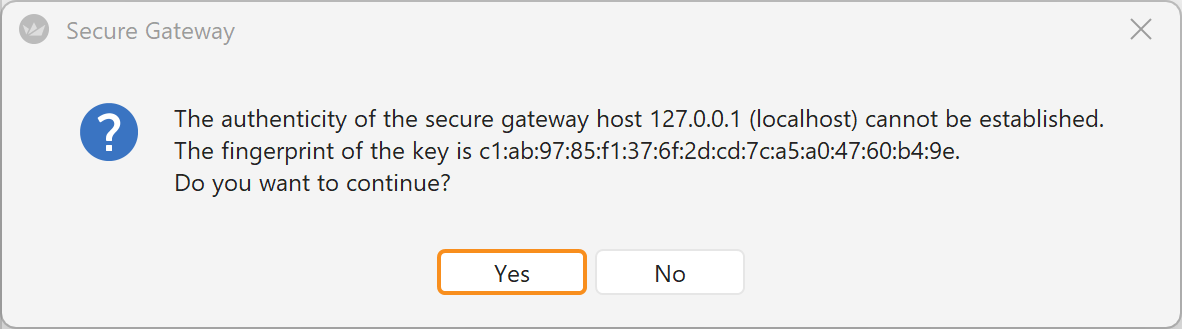 Secure Gateway
The authenticity of the secure gateway host 127.0.0.1 (localhost) cannot be established.
The fingerprint of the key is c1:ab:97:85:f1:37:6f:2d:cd:7c:a5:a0:47:60:b4:9e.
Do you want to continue?
Yes
No